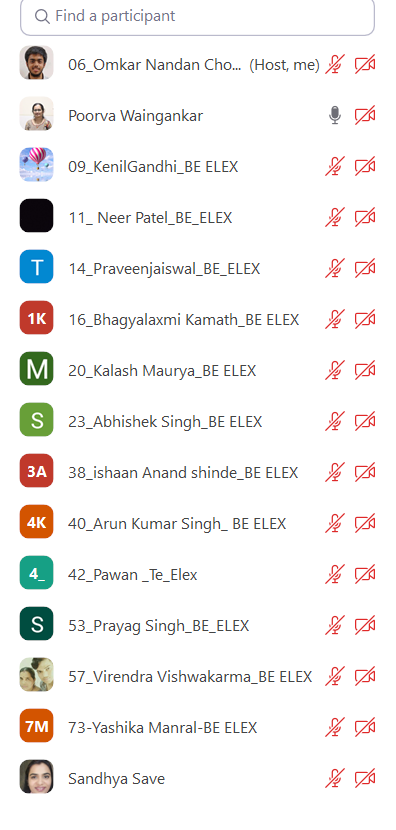 Find a participant
06_Omkar Nandan Cho... (Host, me)
Poorva Waingankar
09_KenilGandhi_BE ELEX
11_ Neer Patel_BE_ELEX
T 14_Praveenjaiswal_BE_ELEX
1K 16_Bhagyalaxmi Kamath_BE ELEX
M 20_Kalash Maurya_BE ELEX
S 23_Abhishek Singh_BE ELEX
3A 38_ishaan Anand shinde_BE ELEX
4K 40_Arun Kumar Singh_ BE ELEX
4_ 42_Pawan _Te_Elex
S 53_Prayag Singh_BE_ELEX
57_Virendra Vishwakarma_BE ELEX
7M 73-Yashika Manral-BE ELEX
Sandhya Save